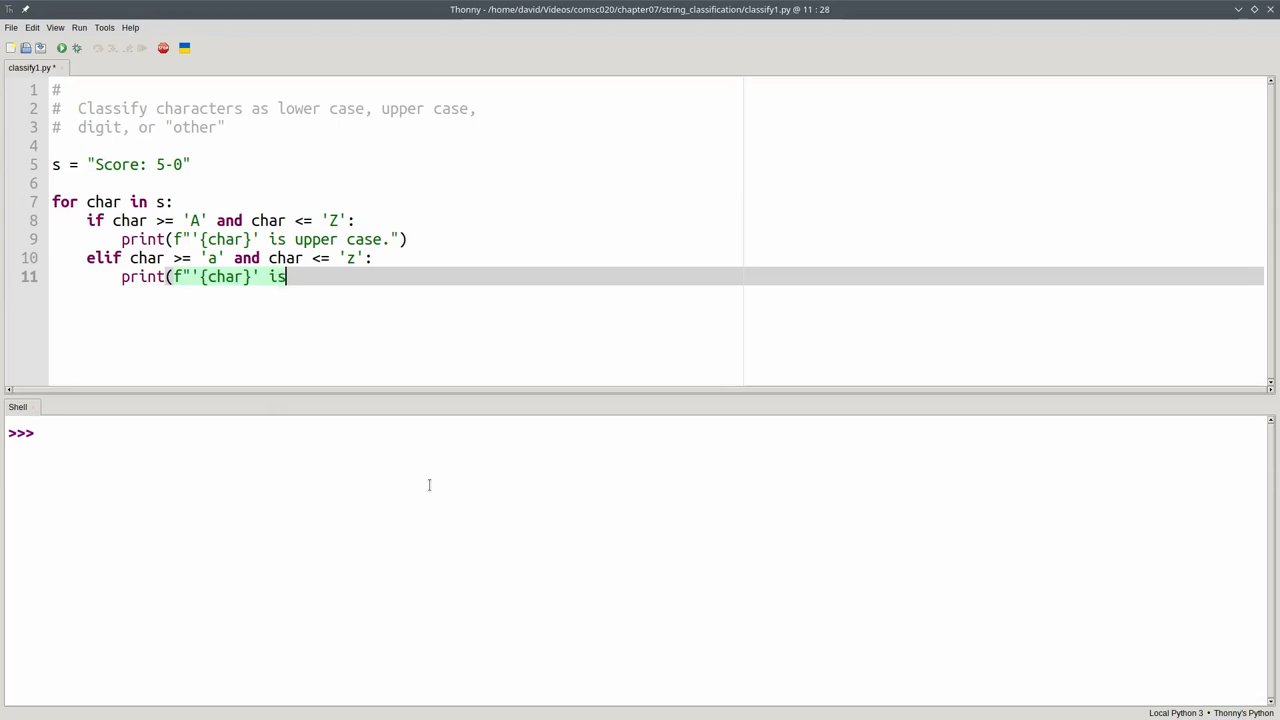 Thonny - /home/david/Videos/comsc020/chapter07/string_classification/classify1.py @ 11 : 28
File Edit View Run Tools Help
STOP
classify1.py *
1 #
2 #  Classify characters as lower case, upper case,
3 #  digit, or "other"
4
5 s = "Score: 5-0"
6
7 for char in s:
8     if char >= 'A' and char <= 'Z':
9         print(f"'{char}' is upper case.")
10     elif char >= 'a' and char <= 'z':
11         print(f"'{char}' is
Shell
>>>
Local Python 3 • Thonny's Python